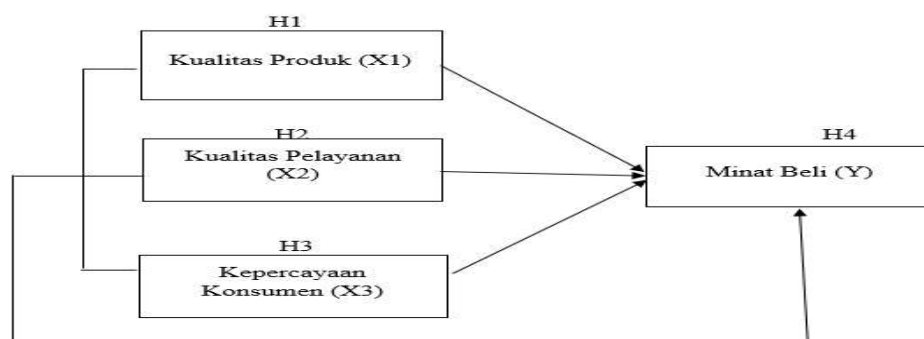 H1
Kualitas Produk (X1)
H2
Kualitas Pelayanan
(X2)
H4
Minat Beli (Y)
H3
Kepercayaan
Konsumen (X3)